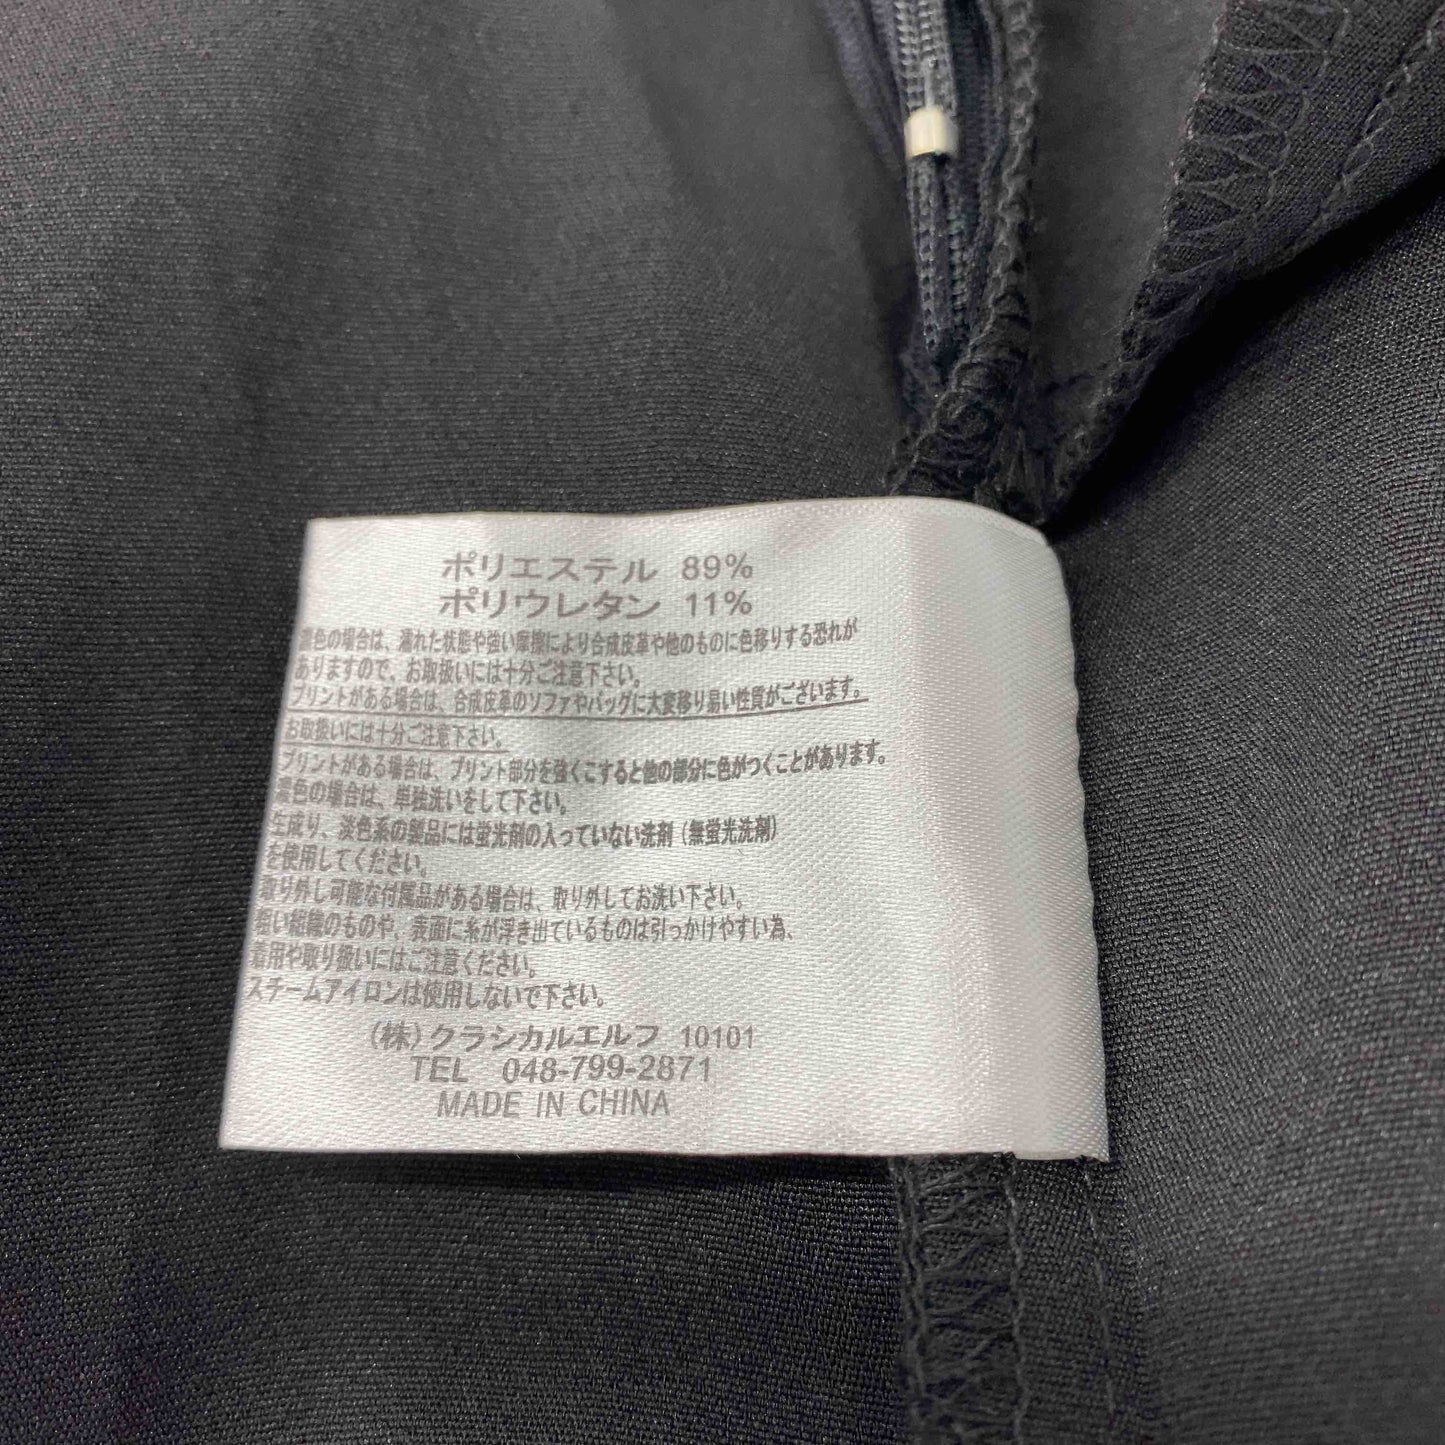 ポリエステル 89%
ポリウレタン 11%
濃色の場合は、濡れた状態や強い摩擦により合成皮革や他のものに色移りする恐れが
ありますので、お取扱いには十分ご注意下さい。
プリントがある場合は、合成皮革のソファやバッグに大変移り易い性質がございます。
お取扱いには十分ご注意下さい。
プリントがある場合は、プリント部分を強くこすると他の部分に色がつくことがあります。
濃色の場合は、単独洗いをして下さい。
生成り、淡色系の製品には蛍光剤の入っていない洗剤(無蛍光洗剤)
を使用してください。
取り外し可能な付属品がある場合は、取り外してお洗い下さい。
粗い組織のものや、表面に糸が浮き出ているものは引っかけやすい為、
着用や取り扱いにはご注意ください。
スチームアイロンは使用しないで下さい。
(株)クラシカルエルフ 10101
TEL 048-799-2871
MADE IN CHINA